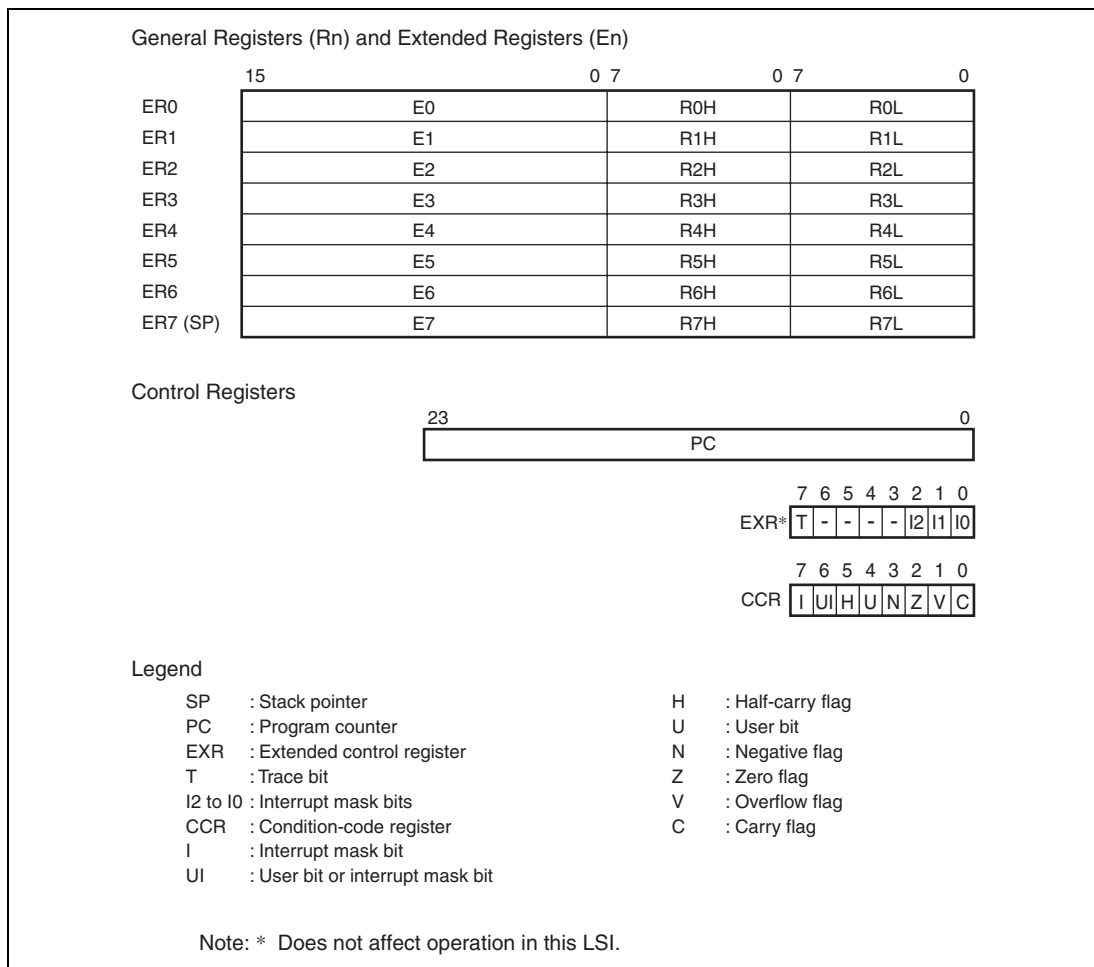 General Registers (Rn) and Extended Registers (En)
15 0 7 0 7 0
ER0 E0 R0H R0L
ER1 E1 R1H R1L
ER2 E2 R2H R2L
ER3 E3 R3H R3L
ER4 E4 R4H R4L
ER5 E5 R5H R5L
ER6 E6 R6H R6L
ER7 (SP) E7 R7H R7L
Control Registers
23 0
PC
7 6 5 4 3 2 1 0
EXR* T - - - - I2 I1 I0
7 6 5 4 3 2 1 0
CCR I UI H U N Z V C
Legend
SP : Stack pointer
PC : Program counter
EXR : Extended control register
T : Trace bit
I2 to I0 : Interrupt mask bits
CCR : Condition-code register
I : Interrupt mask bit
UI : User bit or interrupt mask bit
H : Half-carry flag
U : User bit
N : Negative flag
Z : Zero flag
V : Overflow flag
C : Carry flag
Note: * Does not affect operation in this LSI.